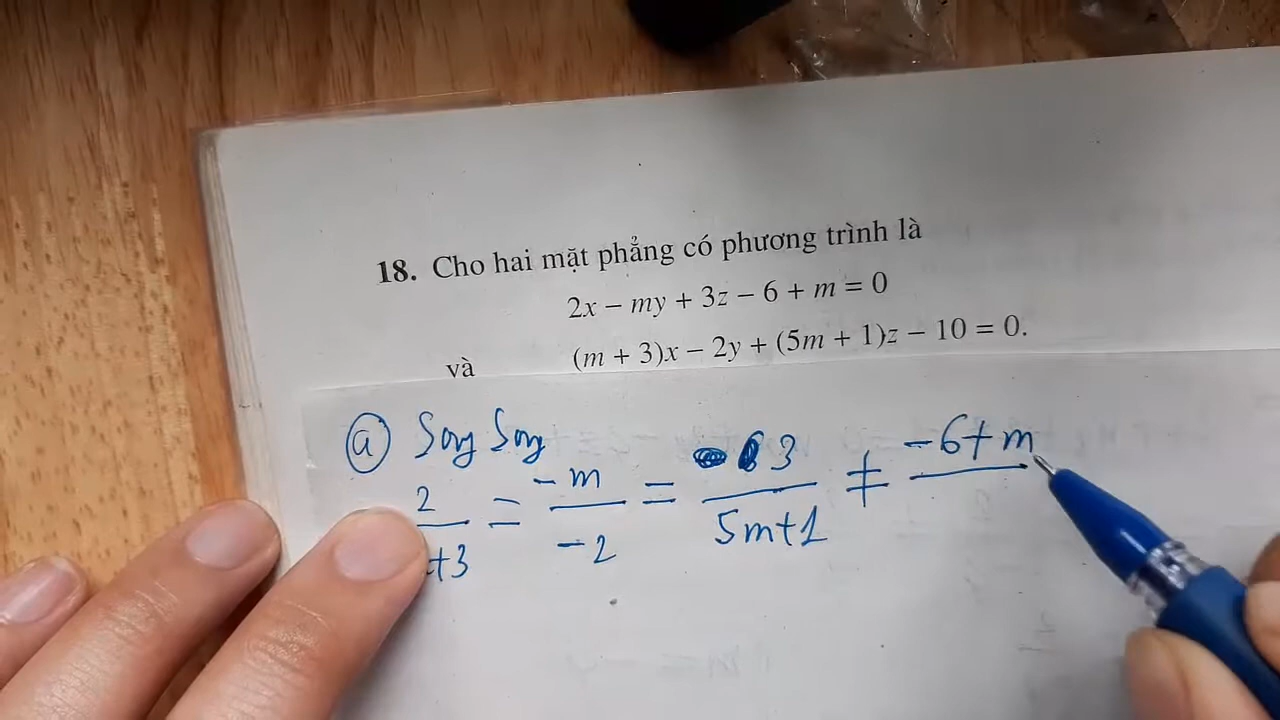 18. Cho hai mặt phẳng có phương trình là
2x − my + 3z − 6 + m = 0
và (m + 3)x − 2y + (5m + 1)z − 10 = 0.
a Song Song
2/+3 = -m/-2 = 3/5m+1 ≠ -6+m